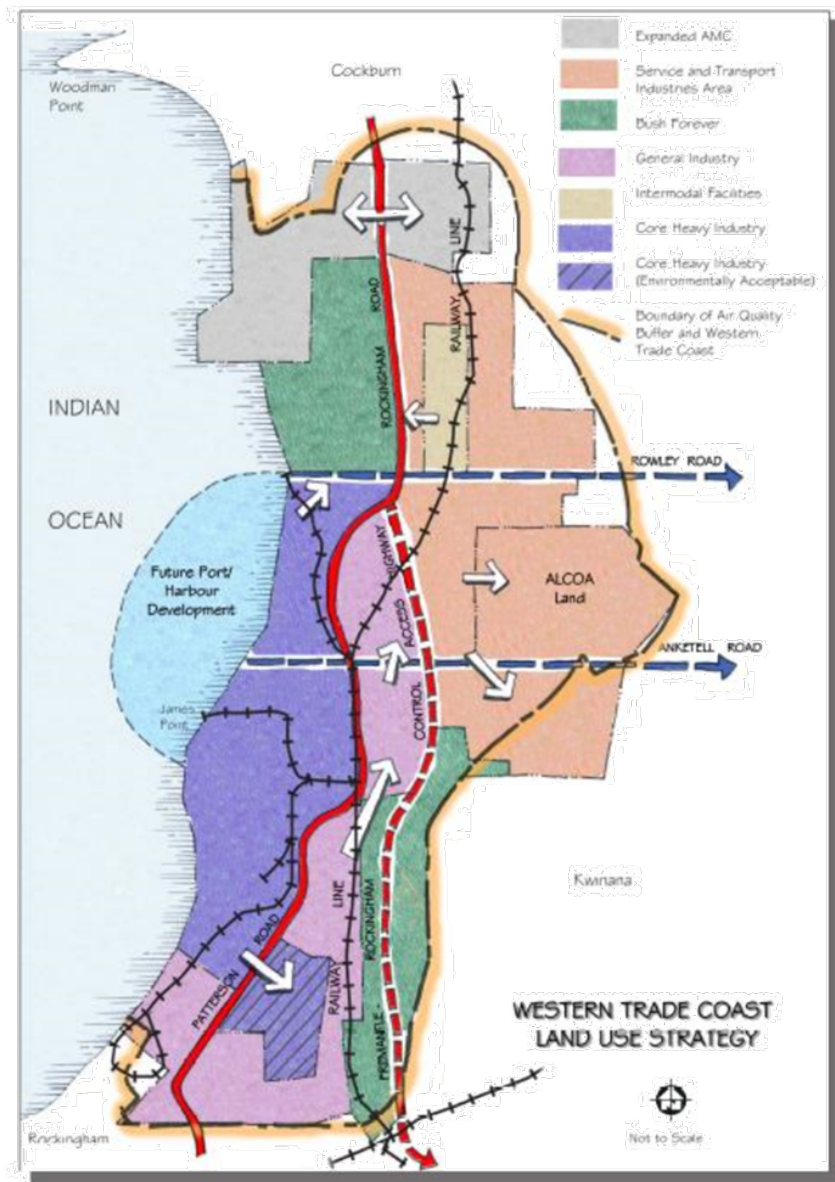 Expanded AMC
Service and Transport
Industries Area
Bush Forever
General Industry
Intermodal Facilities
Core Heavy Industry
Core Heavy Industry
(Environmentally Acceptable)
Boundary of Air Quality
Buffer and Western
Trade Coast
Cockburn
Woodman
Point
ROCKINGHAM ROAD
RAILWAY LINE
INDIAN
OCEAN
ROWLEY ROAD
Future Port/
Harbour
Development
ALCOA
Land
ANKETELL ROAD
James
Point
FREMANTLE - ROCKINGHAM CONTROL ACCESS HIGHWAY
Kwinana
RAILWAY LINE
PATTERSON ROAD
WESTERN TRADE COAST
LAND USE STRATEGY
Rockingham
Not to Scale